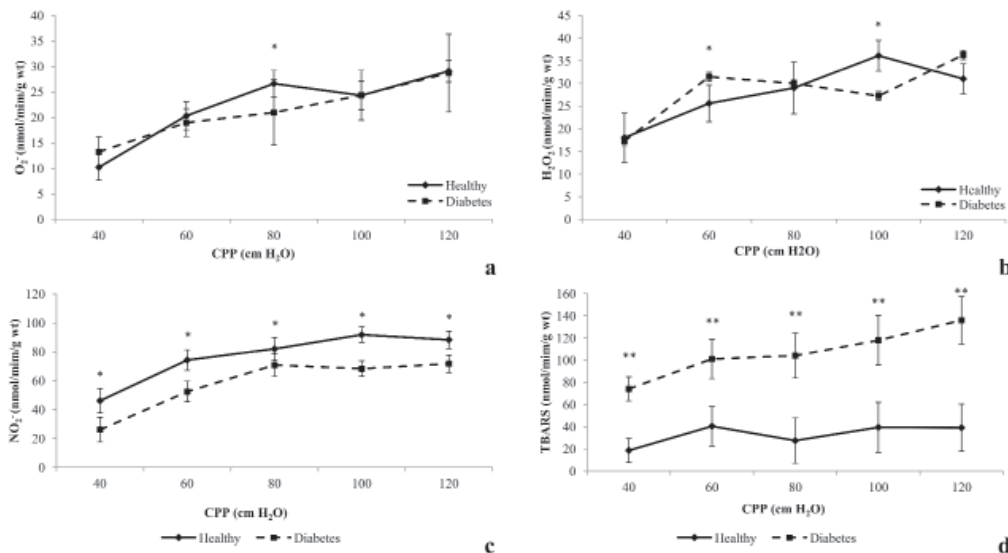 40
35
30
25
20
15
10
5
0
O₂⁻ (nmol/mim/g wt)
*
Healthy
Diabetes
40 60 80 100 120
CPP (cm H₂O)
a
45
40
35
30
25
20
15
10
5
0
H₂O₂ (nmol/mim/g wt)
* *
Healthy
Diabetes
40 60 80 100 120
CPP (cm H2O)
b
120
100
80
60
40
20
0
NO₂⁻ (nmol/mim/g wt)
* * * * *
40 60 80 100 120
CPP (cm H₂O)
Healthy Diabetes
c
160
140
120
100
80
60
40
20
0
TBARS (nmol/mim/g wt)
** ** ** ** **
40 60 80 100 120
CPP (cm H₂O)
Healthy Diabetes
d